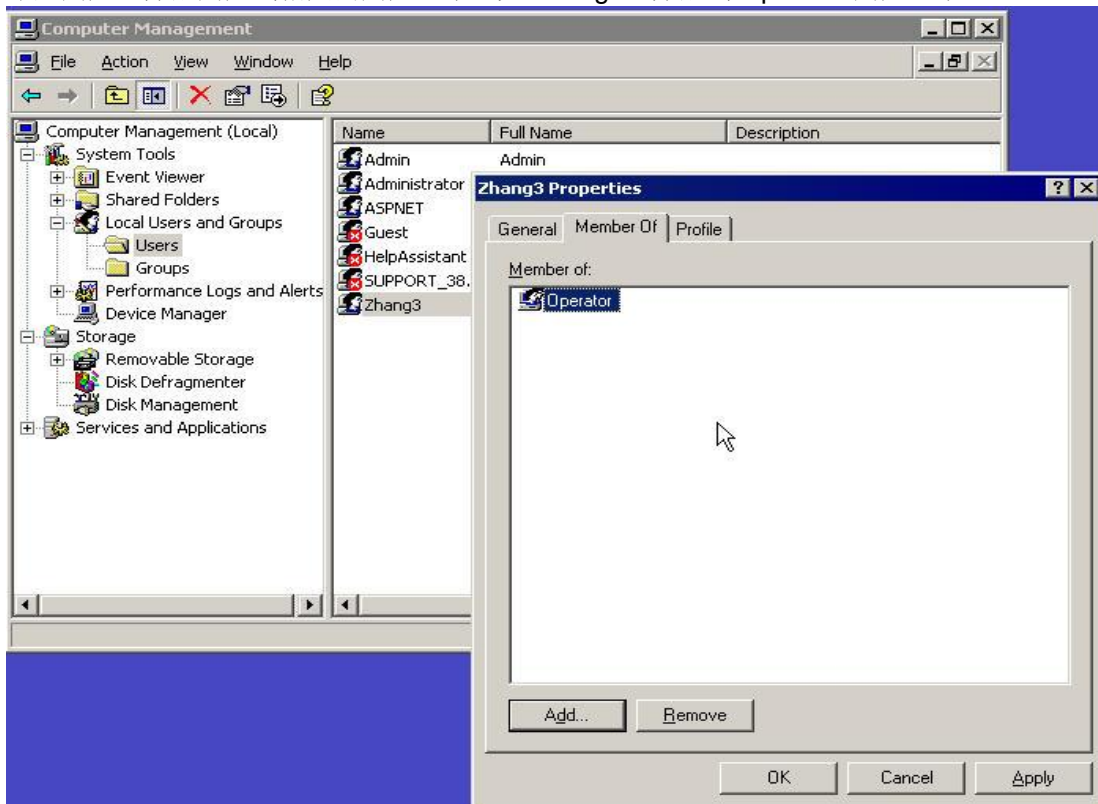 Computer Management
File Action View Window Help
Computer Management (Local)
System Tools
Event Viewer
Shared Folders
Local Users and Groups
Users
Groups
Performance Logs and Alerts
Device Manager
Storage
Removable Storage
Disk Defragmenter
Disk Management
Services and Applications
Name Full Name Description
Admin Admin
Administrator
ASPNET
Guest
HelpAssistant
SUPPORT_38.
Zhang3
Zhang3 Properties
General Member Of Profile
Member of:
Operator
Add... Remove
OK Cancel Apply